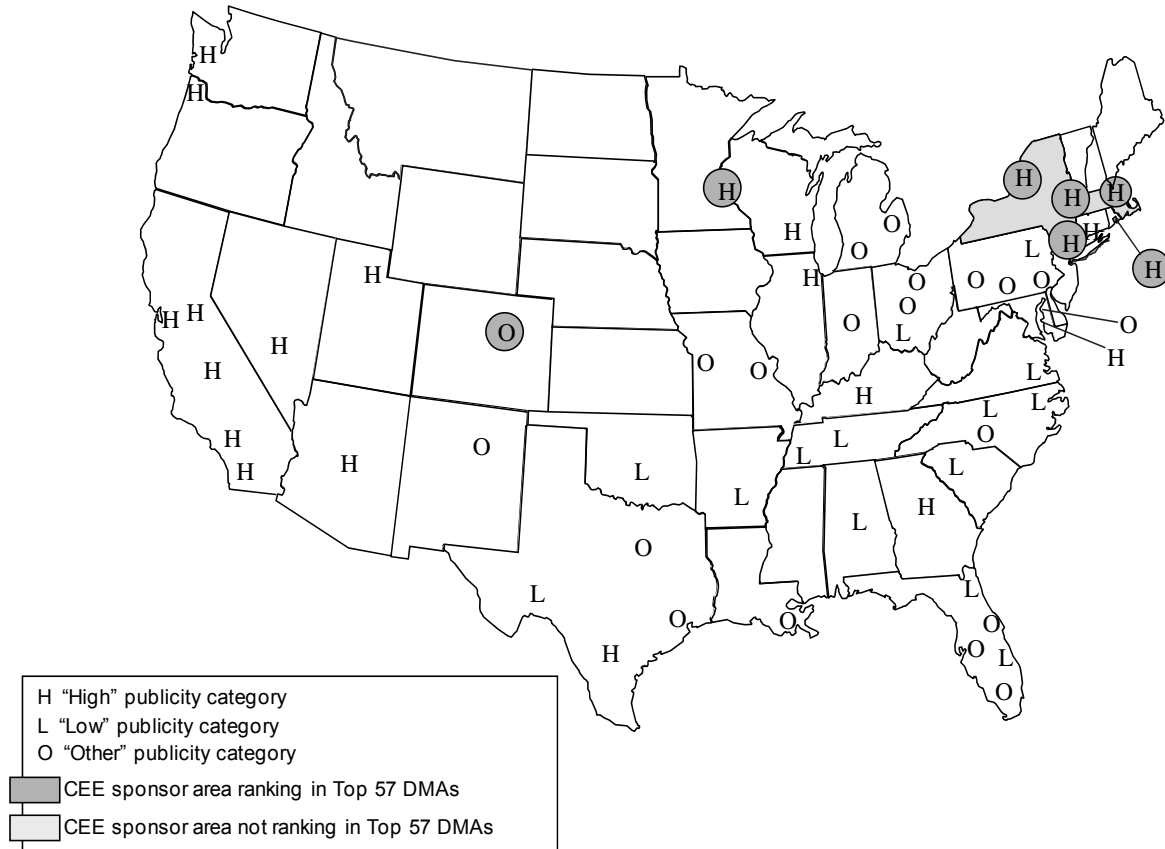 H
H
H H H H
O H H
L O H
H H O O O O H
H H O
O O L O
H H
O H O L
H L L
H O L O
H H L L L
L H
L
O
L L
O O O
H O L
O
H "High" publicity category
L "Low" publicity category
O "Other" publicity category
CEE sponsor area ranking in Top 57 DMAs
CEE sponsor area not ranking in Top 57 DMAs